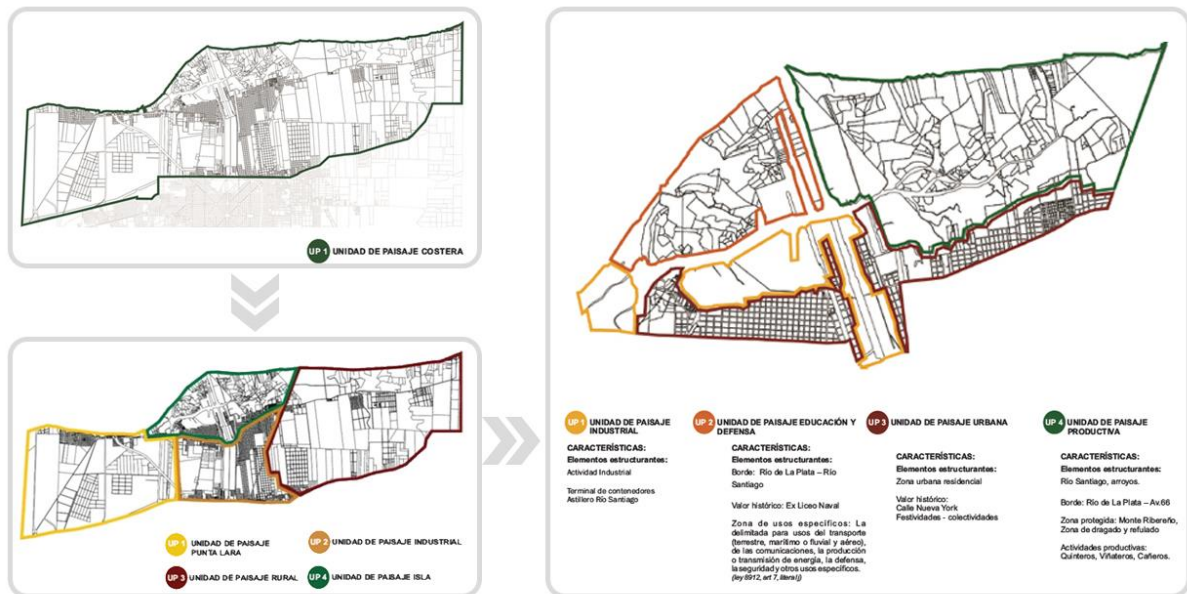 UP 1 UNIDAD DE PAISAJE COSTERA
UP 1 UNIDAD DE PAISAJE
PUNTA LARA
UP 2 UNIDAD DE PAISAJE INDUSTRIAL
UP 3 UNIDAD DE PAISAJE RURAL
UP 4 UNIDAD DE PAISAJE ISLA
UP 1 UNIDAD DE PAISAJE
INDUSTRIAL
CARACTERÍSTICAS:
Elementos estructurantes:
Actividad Industrial
Terminal de contenedores
Astillero Río Santiago
UP 2 UNIDAD DE PAISAJE EDUCACIÓN Y
DEFENSA
CARACTERÍSTICAS:
Elementos estructurantes:
Borde: Río de La Plata – Río
Santiago
Valor histórico: Ex Liceo Naval
Zona de usos específicos: La
delimitada para usos del transporte
(terrestre, marítimo o fluvial y aéreo),
de las comunicaciones, la producción
o transmisión de energía, la defensa,
la seguridad y otros usos específicos.
(ley 8912, art 7, literal j)
UP 3 UNIDAD DE PAISAJE URBANA
CARACTERÍSTICAS:
Elementos estructurantes:
Zona urbana residencial
Valor histórico:
Calle Nueva York
Festividades - colectividades
UP 4 UNIDAD DE PAISAJE
PRODUCTIVA
CARACTERÍSTICAS:
Elementos estructurantes:
Río Santiago, arroyos.
Borde: Río de La Plata – Av.66
Zona protegida: Monte Ribereño,
Zona de dragado y refulado
Actividades productivas:
Quinteros, Viñateros, Cañeros.